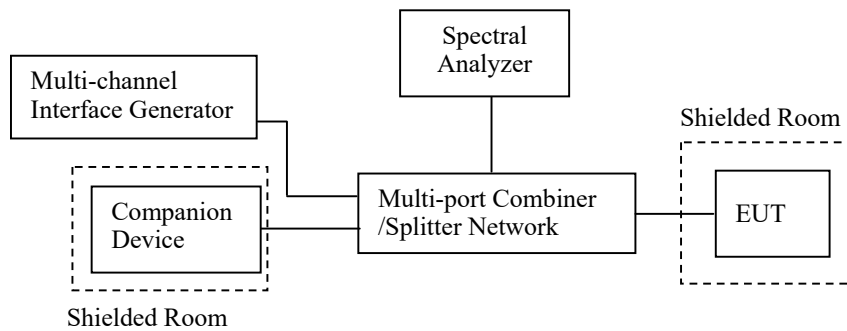 Spectral
Analyzer
Multi-channel
Interface Generator
Shielded Room
Companion
Device
Multi-port Combiner
/Splitter Network
EUT
Shielded Room